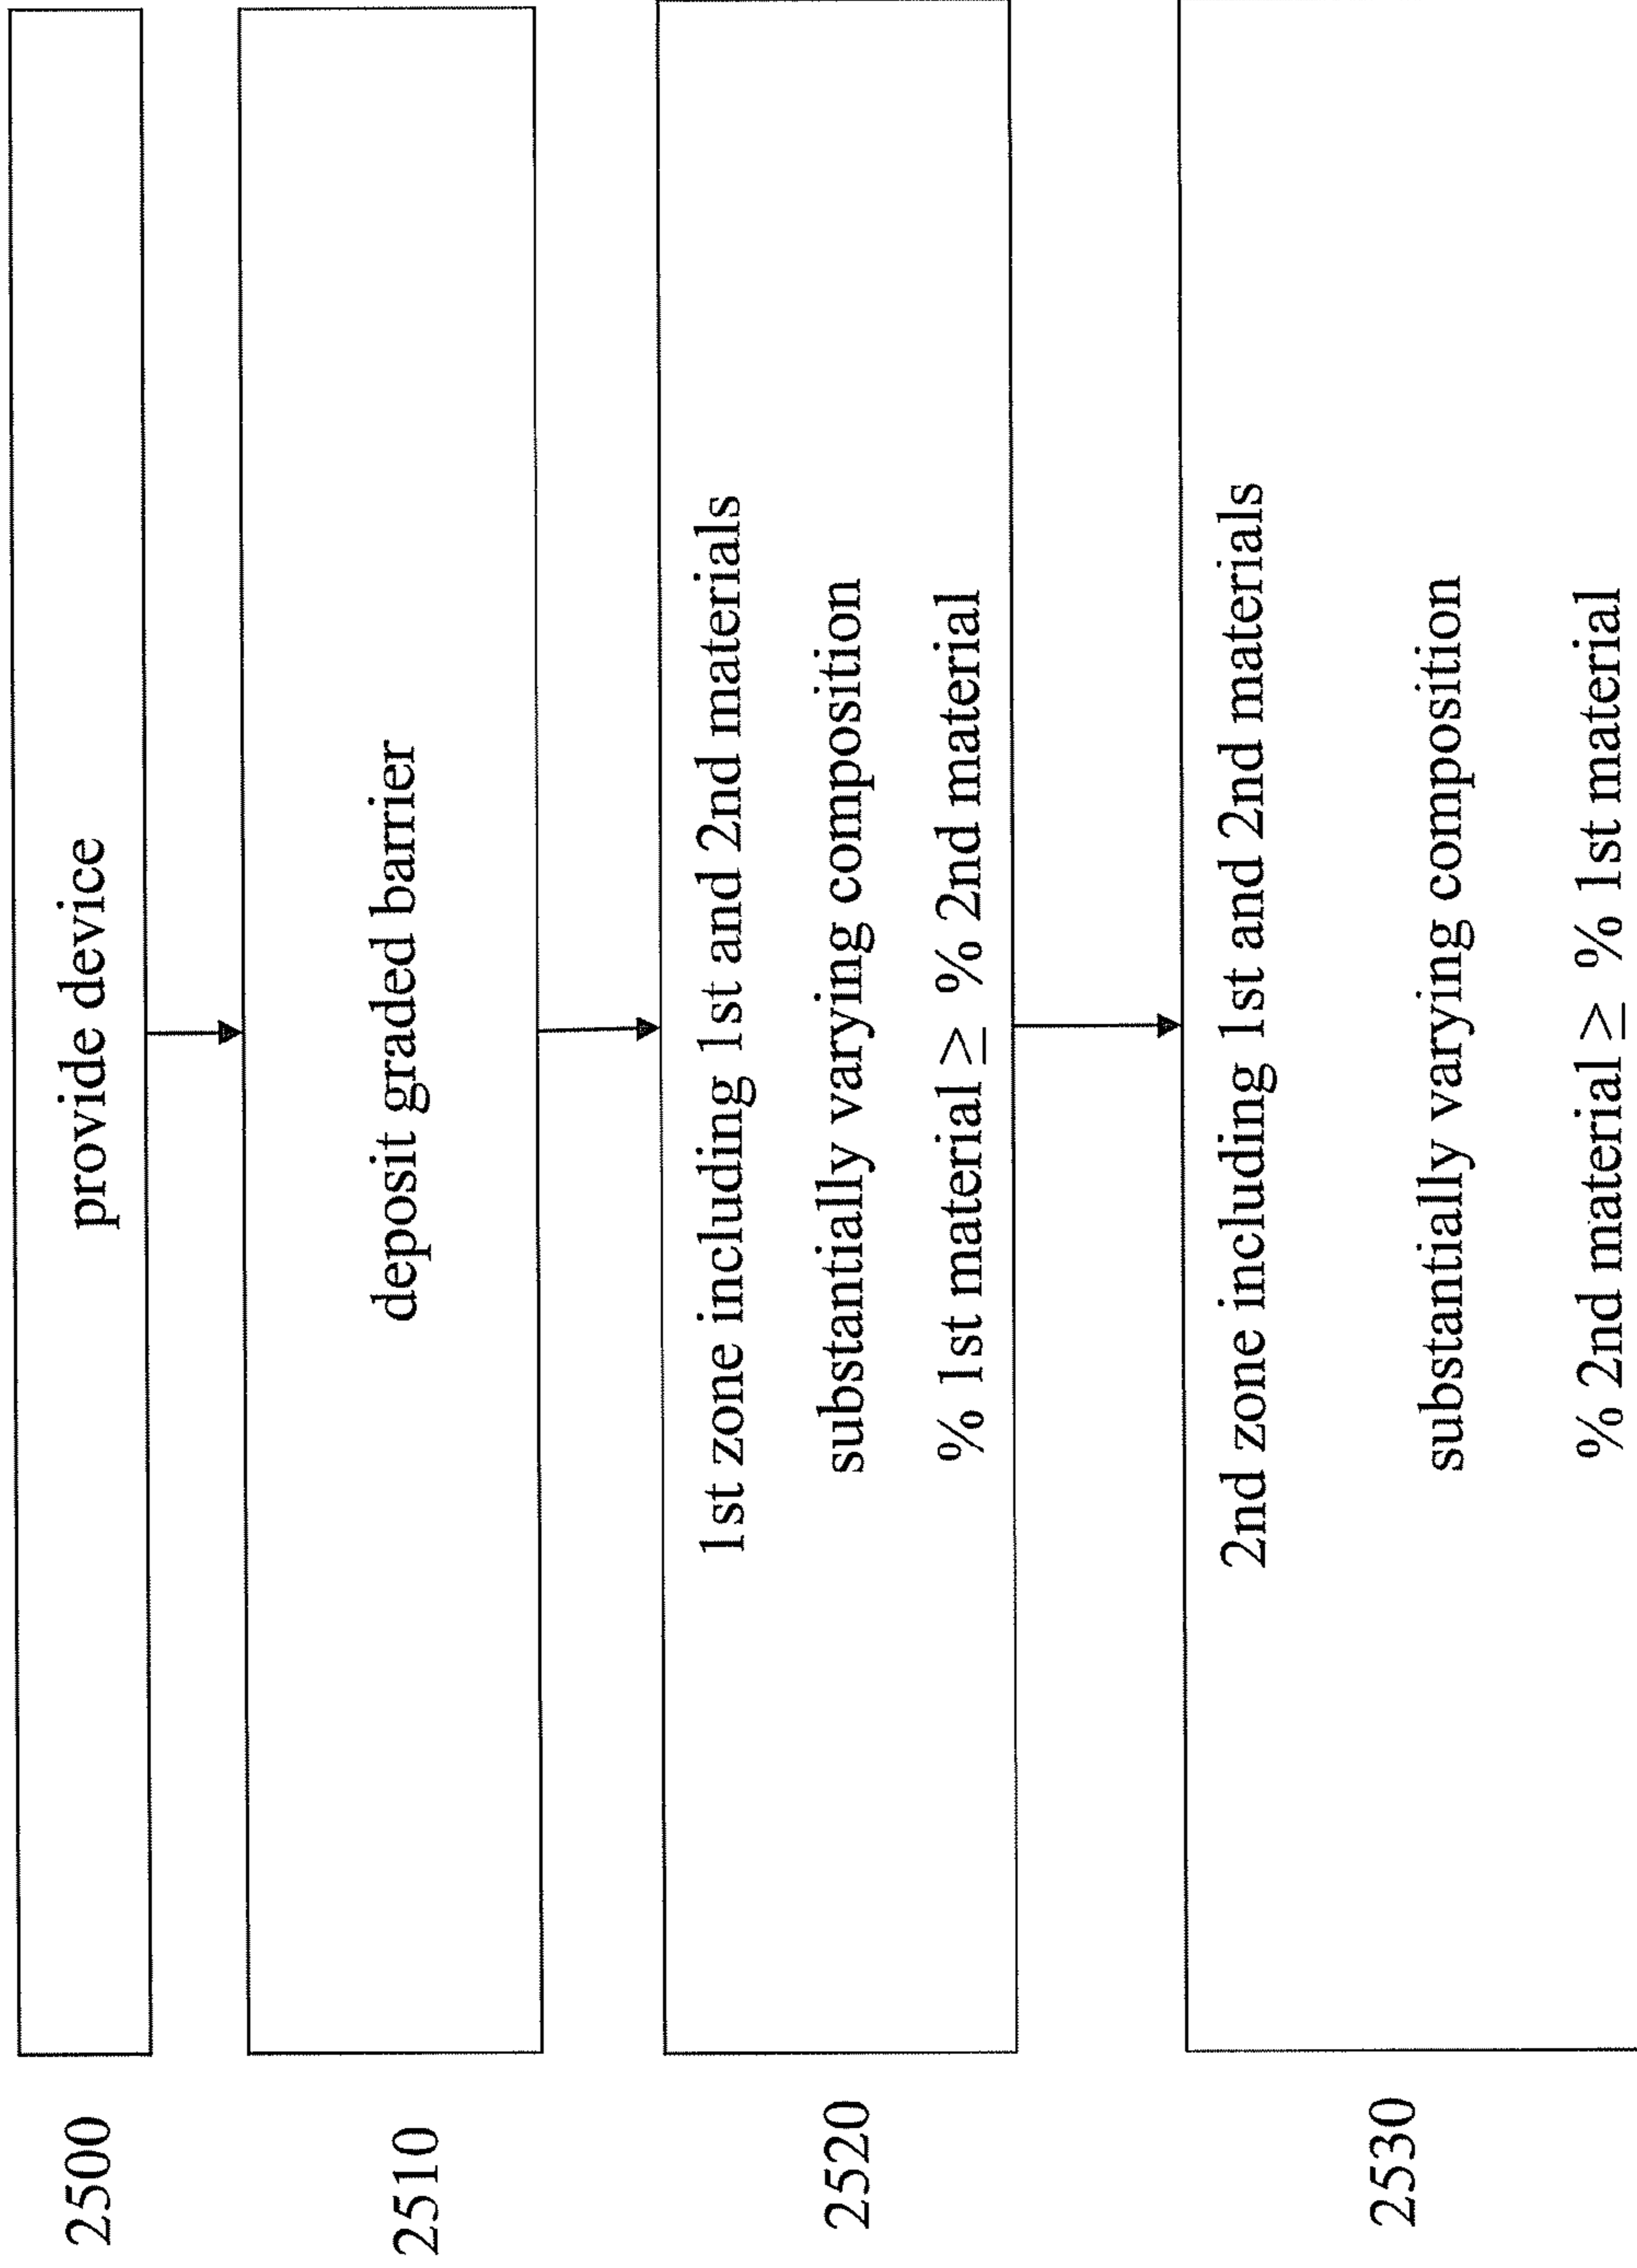 2500
provide device
2510
deposit graded barrier
2520
1st zone including 1st and 2nd materials
substantially varying composition
% 1st material ≥ % 2nd material
2530
2nd zone including 1st and 2nd materials
substantially varying composition
% 2nd material ≥ % 1st material